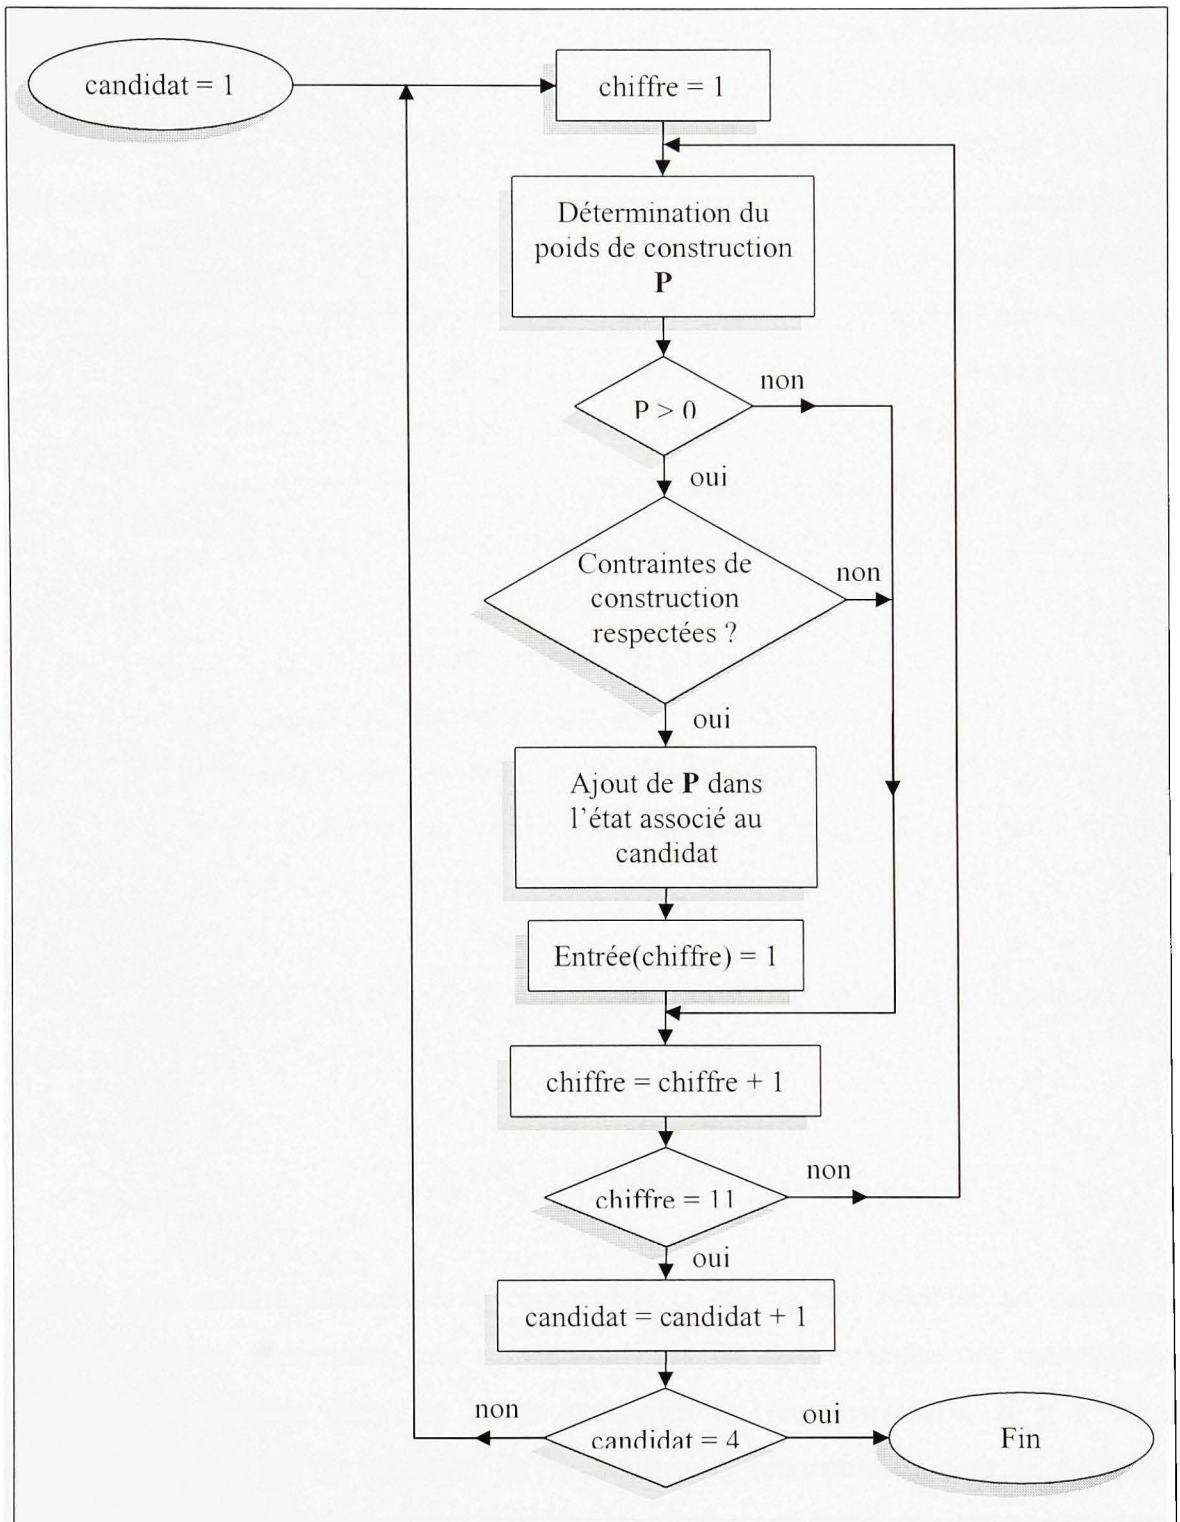 candidat = 1
chiffre = 1
Détermination du
poids de construction
P
P > 0
non
oui
Contraintes de
construction
respectées ?
non
oui
Ajout de P dans
l'état associé au
candidat
Entrée(chiffre) = 1
chiffre = chiffre + 1
chiffre = 11
non
oui
candidat = candidat + 1
candidat = 4
non
oui
Fin